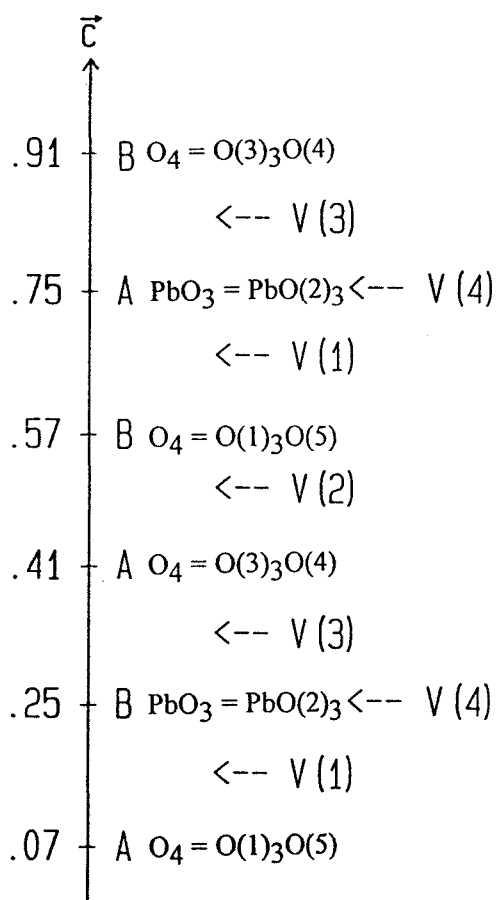 C
.91 B O4 = O(3)3O(4)
<-- V(3)
.75 A PbO3 = PbO(2)3 <-- V(4)
<-- V(1)
.57 B O4 = O(1)3O(5)
<-- V(2)
.41 A O4 = O(3)3O(4)
<-- V(3)
.25 B PbO3 = PbO(2)3 <-- V(4)
<-- V(1)
.07 A O4 = O(1)3O(5)